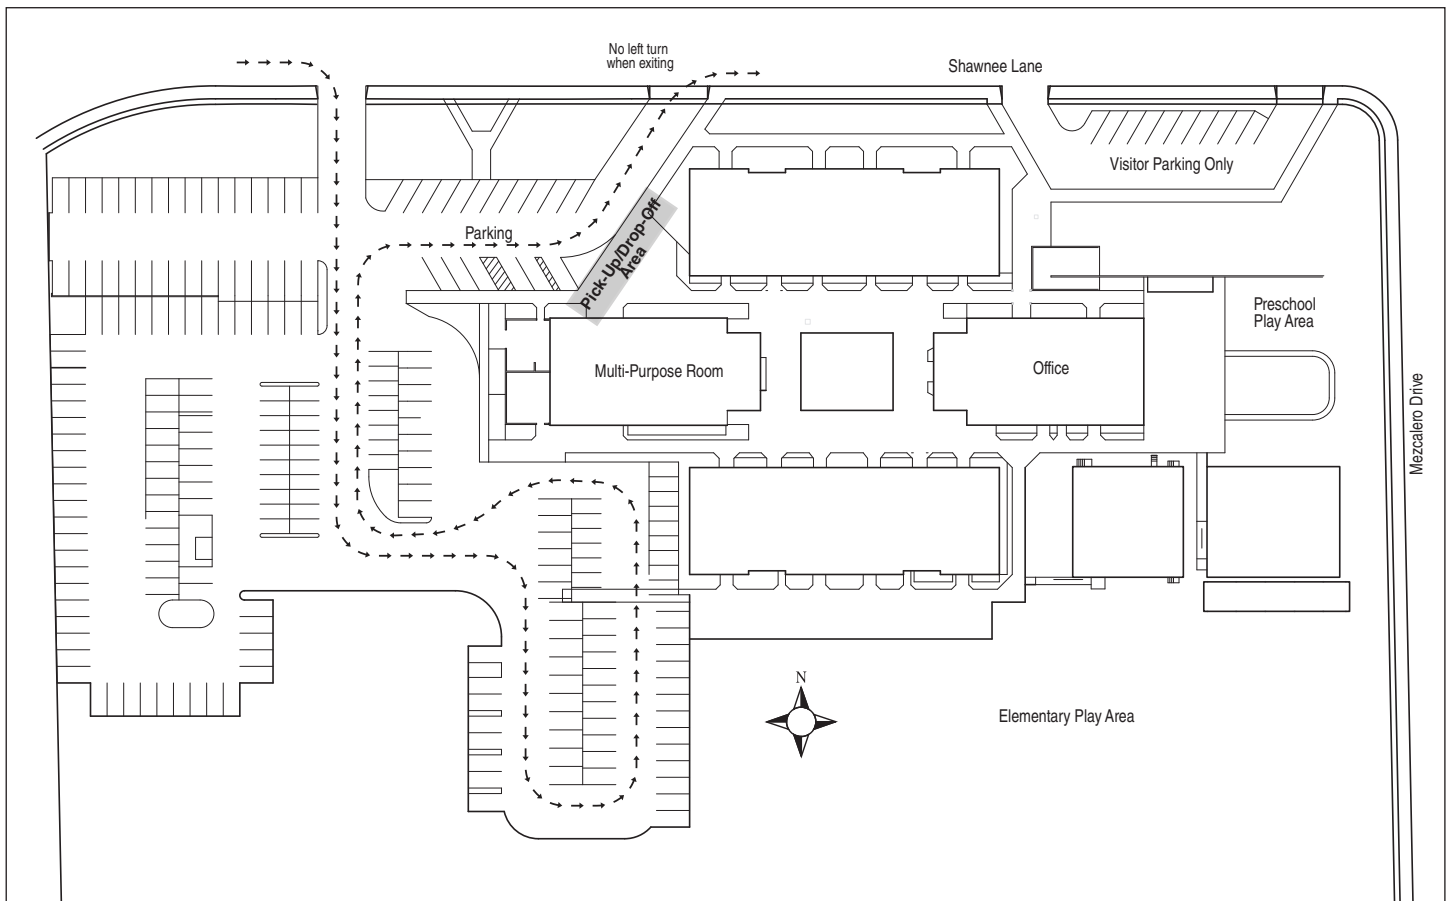 No left turn
when exiting
Shawnee Lane
Visitor Parking Only
Parking
Pick-Up/Drop-Off
Area
Preschool
Play Area
Multi-Purpose Room
Office
Mezcalero Drive
N
Elementary Play Area